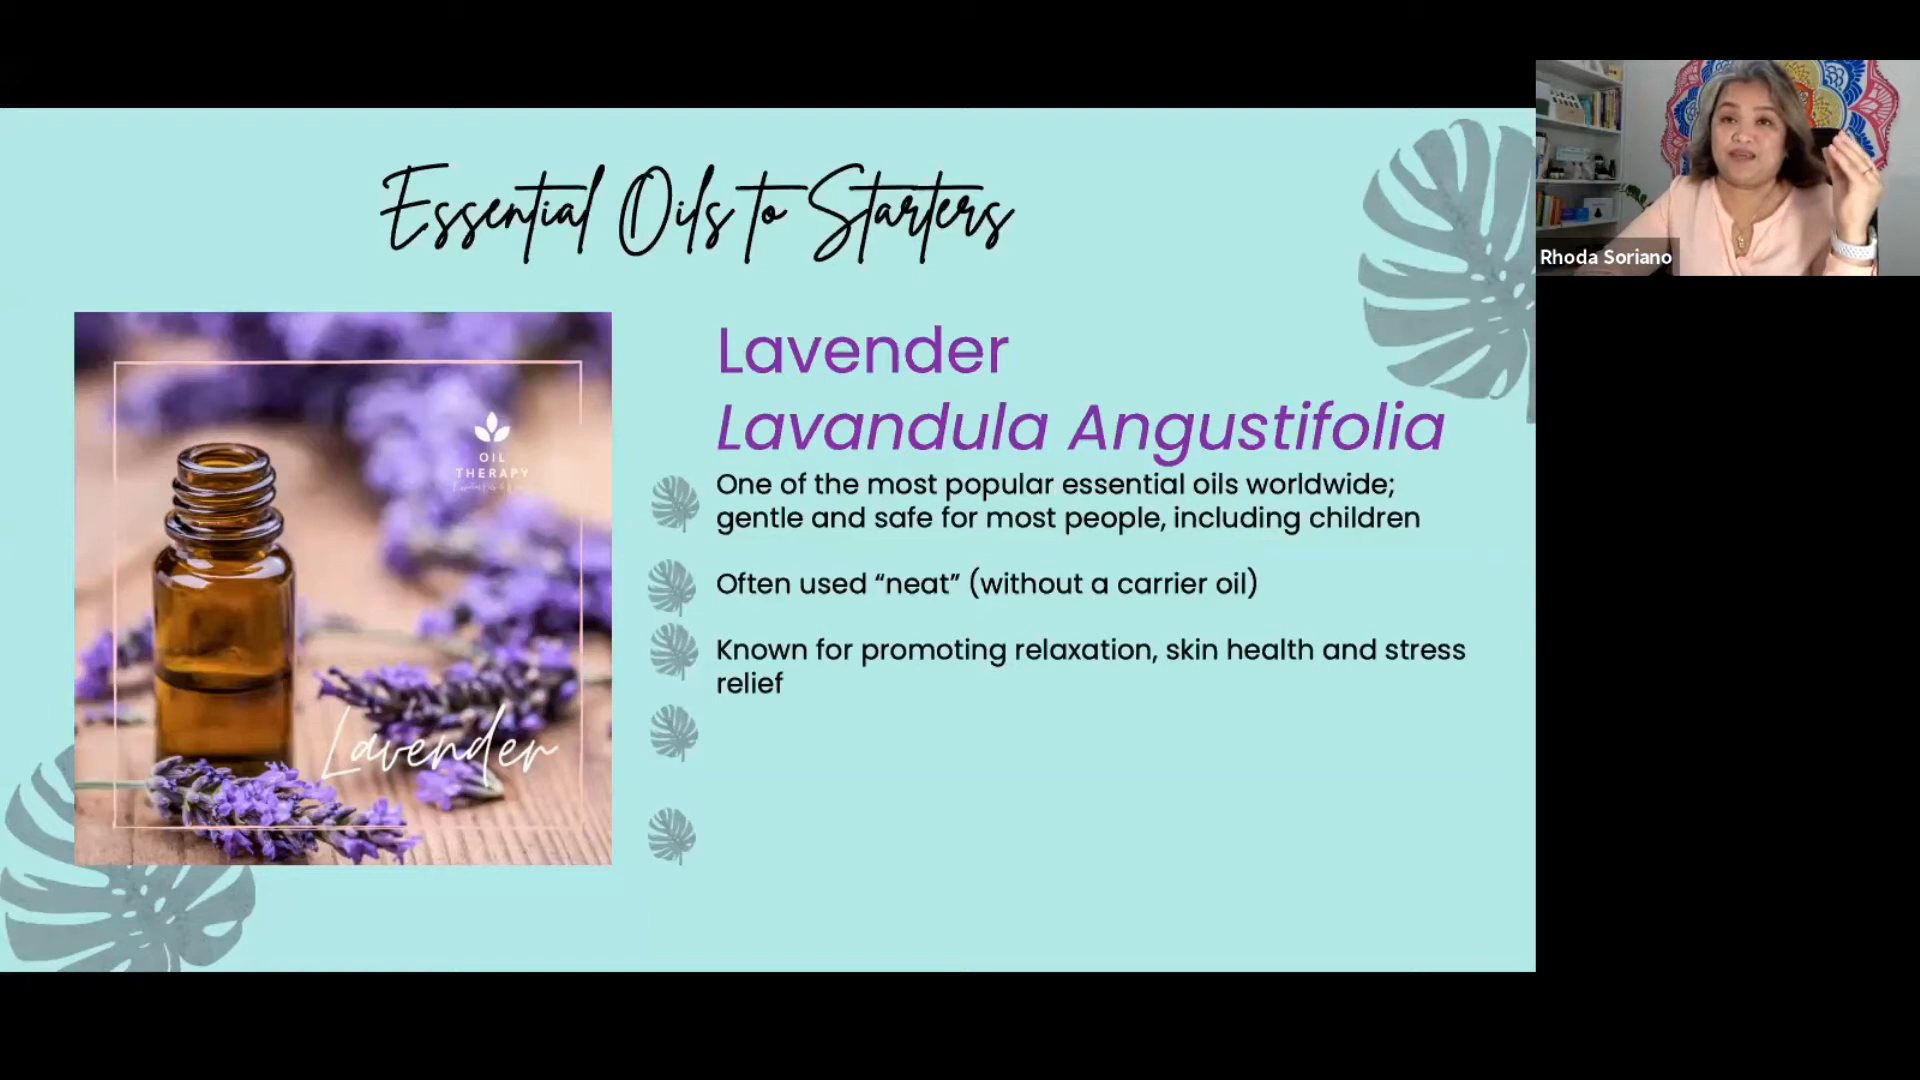 Essential Oils to Starters
Rhoda Soriano
Lavender
Lavandula Angustifolia
OIL
THERAPY
One of the most popular essential oils worldwide;
gentle and safe for most people, including children
Often used “neat” (without a carrier oil)
Known for promoting relaxation, skin health and stress
relief
Lavender